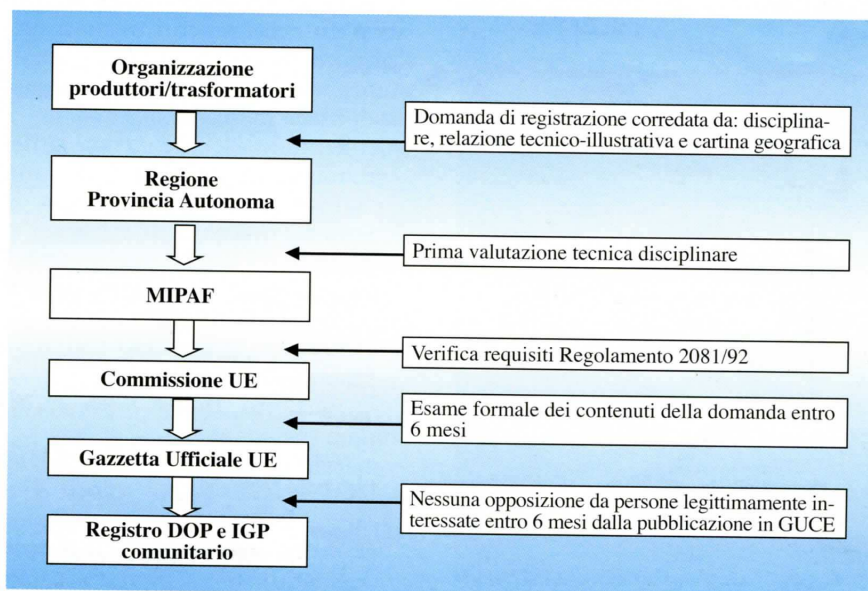 Organizzazione
produttori/trasformatori
Domanda di registrazione corredata da: disciplina-
re, relazione tecnico-illustrativa e cartina geografica
Regione
Provincia Autonoma
Prima valutazione tecnica disciplinare
MIPAF
Verifica requisiti Regolamento 2081/92
Commissione UE
Esame formale dei contenuti della domanda entro
6 mesi
Gazzetta Ufficiale UE
Nessuna opposizione da persone legittimamente in-
teressate entro 6 mesi dalla pubblicazione in GUCE
Registro DOP e IGP
comunitario